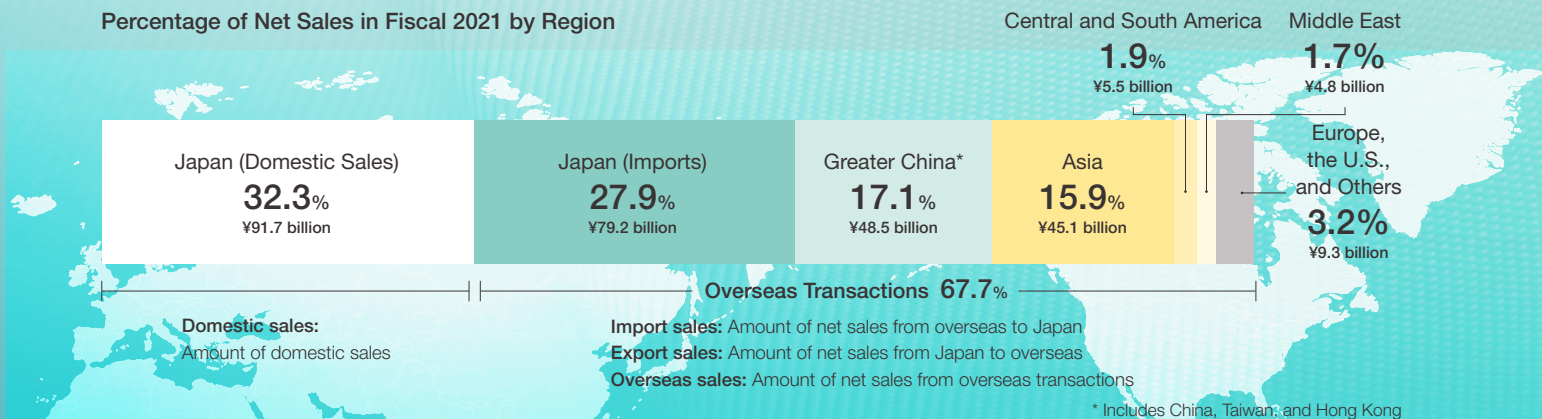 Percentage of Net Sales in Fiscal 2021 by Region
Central and South America
1.9%
¥5.5 billion
Middle East
1.7%
¥4.8 billion
Japan (Domestic Sales)
32.3%
¥91.7 billion
Japan (Imports)
27.9%
¥79.2 billion
Greater China*
17.1%
¥48.5 billion
Asia
15.9%
¥45.1 billion
Europe,
the U.S.,
and Others
3.2%
¥9.3 billion
Overseas Transactions 67.7%
Domestic sales:
Amount of domestic sales
Import sales: Amount of net sales from overseas to Japan
Export sales: Amount of net sales from Japan to overseas
Overseas sales: Amount of net sales from overseas transactions
* Includes China, Taiwan, and Hong Kong